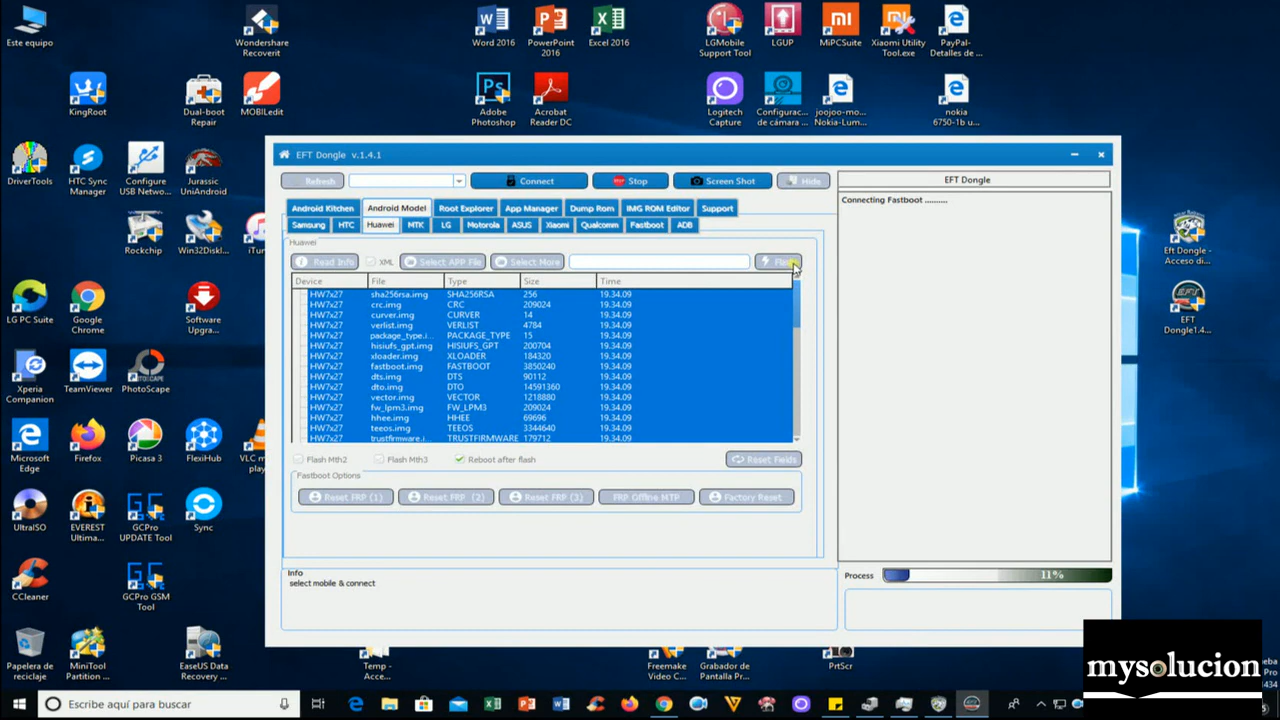 Este equipo
Wondershare
Recoverit
Word 2016
PowerPoint
2016
Excel 2016
LGMobile
Support Tool
LGUP
MiPCSuite
Xiaomi Utility
Tool.exe
PayPal-
Detalles de ...
KingRoot
Dual-boot
Repair
MOBILedit
Adobe
Photoshop
Acrobat
Reader DC
Logitech
Capture
Configurac...
de cámara ...
joojoo-mo...
Nokia-Lum...
nokia
6750-1b u...
DriverTools
HTC Sync
Manager
Configure
USB Netwo...
Jurassic
UniAndroid
Rockchip
Win32Diskl...
EFT Dongle v.1.4.1
Refresh
Connect
Stop
Screen Shot
Hide
EFT Dongle
Connecting Fastboot ..........
Android Kitchen
Android Model
Root Explorer
App Manager
Dump Rom
IMG ROM Editor
Support
Samsung
HTC
Huawei
MTK
LG
Motorola
ASUS
Xiaomi
Qualcomm
Fastboot
ADB
Huawei
Read Info
XML
Select APP File
Select More
Flash
Device File Type Size Time
HW7x27 sha256rsa.img SHA256RSA 256 19.34.09
HW7x27 crc.img CRC 209024 19.34.09
HW7x27 curver.img CURVER 14 19.34.09
HW7x27 verlist.img VERLIST 4784 19.34.09
HW7x27 package_type.i... PACKAGE_TYPE 15 19.34.09
HW7x27 hisiufs_gpt.img HISIUFS_GPT 200704 19.34.09
HW7x27 xloader.img XLOADER 184320 19.34.09
HW7x27 fastboot.img FASTBOOT 3850240 19.34.09
HW7x27 dts.img DTS 90112 19.34.09
HW7x27 dto.img DTO 14591360 19.34.09
HW7x27 vector.img VECTOR 1218880 19.34.09
HW7x27 fw_lpm3.img FW_LPM3 209024 19.34.09
HW7x27 hhee.img HHEE 69696 19.34.09
HW7x27 teeos.img TEEOS 3344640 19.34.09
HW7x27 trustfirmware.i... TRUSTFIRMWARE 179712 19.34.09
Flash Mth2
Flash Mth3
Reboot after flash
Reset Fields
Fastboot Options
Reset FRP (1)
Reset FRP (2)
Reset FRP (3)
FRP Offline MTP
Factory Reset
Info
select mobile & connect
Process
11%
Eft Dongle -
Acceso di...
EFT
Dongle1.4...
LG PC Suite
Google
Chrome
Software
Upgra...
Xperia
Companion
TeamViewer
PhotoScape
Microsoft
Edge
Firefox
Picasa 3
FlexiHub
VLC m
play
UltraISO
EVEREST
Ultima...
GCPro
UPDATE Tool
Sync
CCleaner
GCPro GSM
Tool
Papelera de
reciclaje
MiniTool
Partition ...
EaseUS Data
Recovery ...
Temp -
Acce...
Freemake
Video C...
Grabador de
Pantalla Pr...
PrtScr
mysolucion
Escribe aquí para buscar